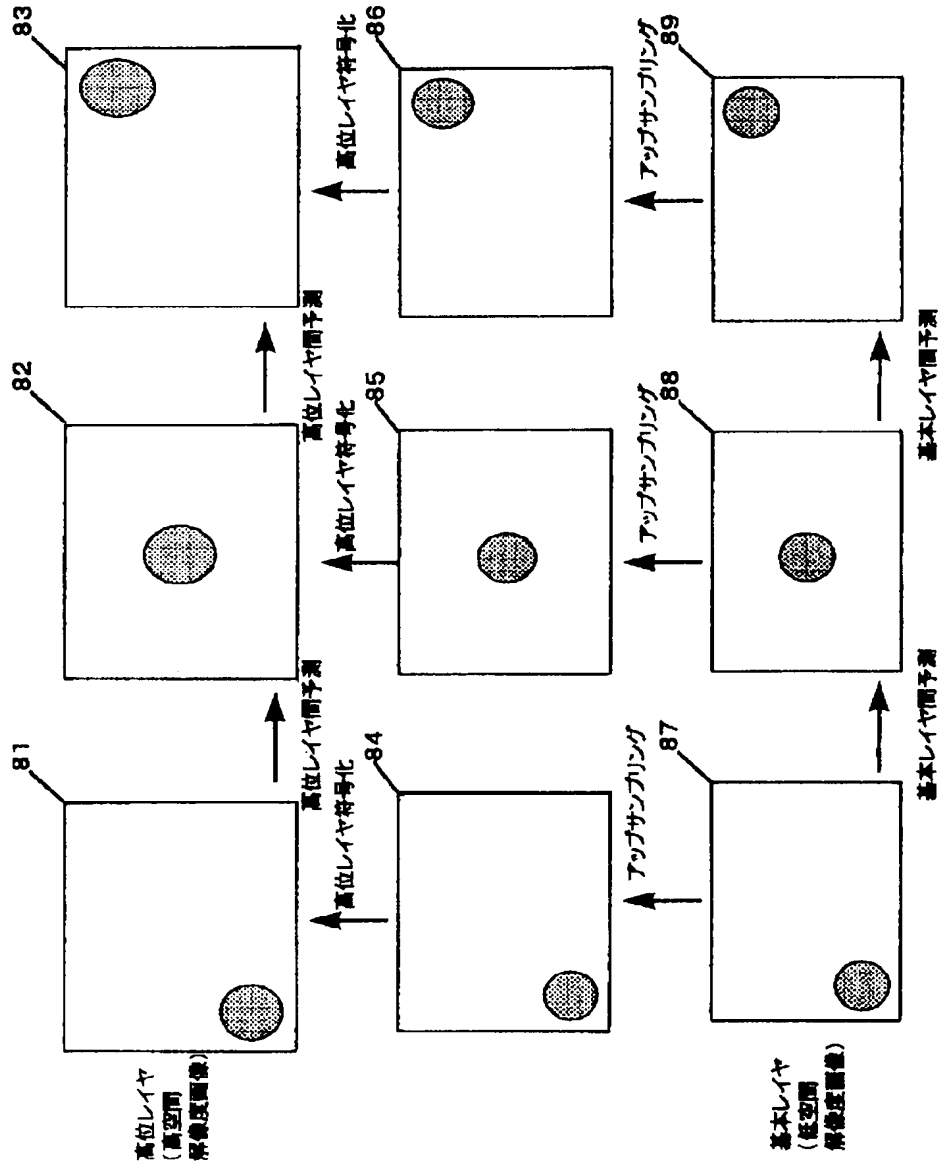 81
82
83
高位レイヤ
(高空間
解像度画像)
高位レイヤ間予測
高位レイヤ間予測
高位レイヤ符号化
高位レイヤ符号化
高位レイヤ符号化
84
85
86
アップサンプリング
アップサンプリング
アップサンプリング
87
88
89
基本レイヤ
(低空間
解像度画像)
基本レイヤ間予測
基本レイヤ間予測